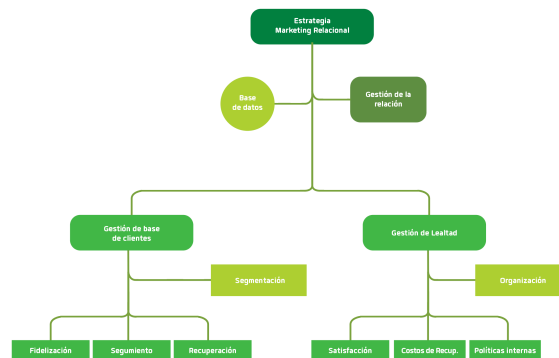 Estrategia
Marketing Relacional
Base
de datos
Gestión de la
relación
Gestión de base
de clientes
Gestión de Lealtad
Segmentación
Organización
Fidelización
Segumiento
Recuperación
Satisfacción
Costos de Recup.
Políticas internas